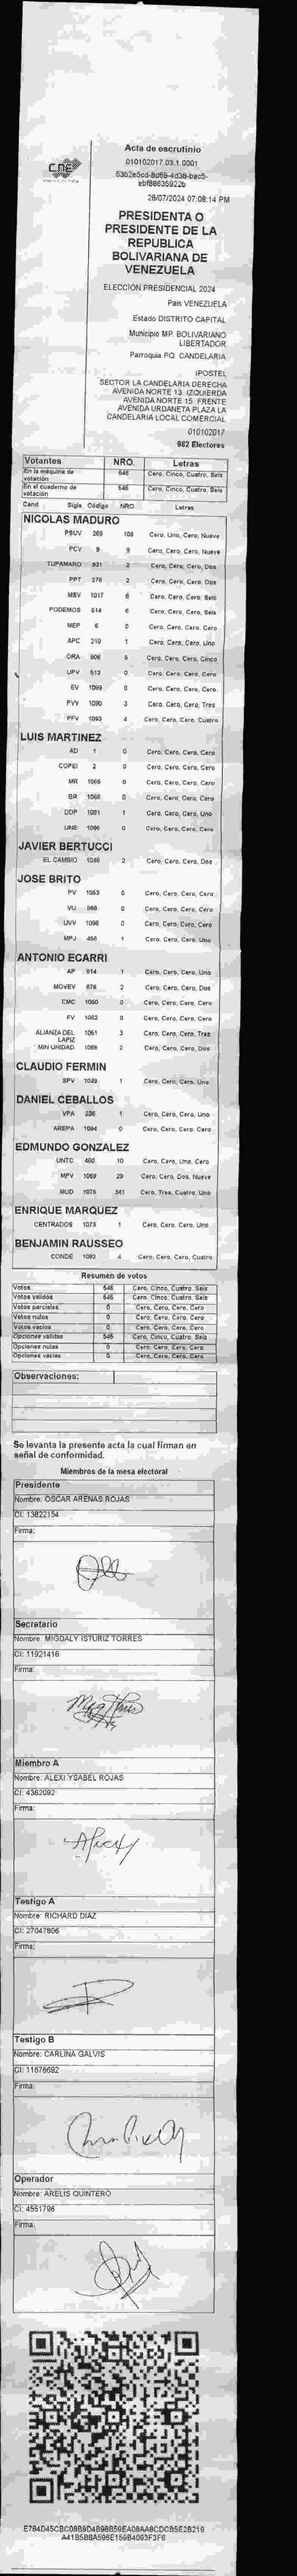 CNE
Acta de escrutinio
010102017.03.1.0001
28/07/2024 07:08:14 PM
PRESIDENTA O
PRESIDENTE DE LA
REPUBLICA
BOLIVARIANA DE
VENEZUELA
ELECCIÓN PRESIDENCIAL 2024
Pais VENEZUELA
Estado DISTRITO CAPITAL
Municipio MP. BOLIVARIANO
LIBERTADOR
Parroquia PQ. CANDELARIA
IPOSTEL
SECTOR LA CANDELARIA DERECHA
AVENIDA NORTE 13. IZQUIERDA
AVENIDA NORTE 15. FRENTE
AVENIDA URDANETA PLAZA LA
CANDELARIA LOCAL COMERCIAL
010102017
982 Electores
Votantes NRO. Letras
En la máquina de votación 546 Cero, Cinco, Cuatro, Seis
En el cuaderno de votación 546 Cero, Cinco, Cuatro, Seis
Cand. Sigla Código NRO. Letras
NICOLAS MADURO
PSUV 269 109 Cero, Uno, Cero, Nueve
PCV 9 9 Cero, Cero, Cero, Nueve
TUPAMARO 931 2 Cero, Cero, Cero, Dos
PPT 276 2 Cero, Cero, Cero, Dos
MSV 1017 6 Cero, Cero, Cero, Seis
PODEMOS 514 6 Cero, Cero, Cero, Seis
MEP 6 0 Cero, Cero, Cero, Cero
APC 219 1 Cero, Cero, Cero, Uno
ORA 906 5 Cero, Cero, Cero, Cinco
UPV 513 0 Cero, Cero, Cero, Cero
EV 1099 0 Cero, Cero, Cero, Cero
PVV 1090 3 Cero, Cero, Cero, Tres
PFV 1093 4 Cero, Cero, Cero, Cuatro
LUIS MARTINEZ
AD 1 0 Cero, Cero, Cero, Cero
COPEI 2 0 Cero, Cero, Cero, Cero
MR 1066 0 Cero, Cero, Cero, Cero
BR 1068 0 Cero, Cero, Cero, Cero
DDP 1091 1 Cero, Cero, Cero, Uno
UNE 1096 0 Cero, Cero, Cero, Cero
JAVIER BERTUCCI
EL CAMBIO 1048 2 Cero, Cero, Cero, Dos
JOSE BRITO
PV 1063 0 Cero, Cero, Cero, Cero
VU 968 0 Cero, Cero, Cero, Cero
UVV 1096 0 Cero, Cero, Cero, Cero
MPJ 458 1 Cero, Cero, Cero, Uno
ANTONIO ECARRI
AP 914 1 Cero, Cero, Cero, Uno
MOVEV 878 2 Cero, Cero, Cero, Dos
CMC 1050 0 Cero, Cero, Cero, Cero
FV 1062 0 Cero, Cero, Cero, Cero
ALIANZA DEL LAPIZ 1061 3 Cero, Cero, Cero, Tres
MIN UNIDAD 1088 2 Cero, Cero, Cero, Dos
CLAUDIO FERMIN
SPV 1049 1 Cero, Cero, Cero, Uno
DANIEL CEBALLOS
VPA 236 1 Cero, Cero, Cero, Uno
AREPA 1094 0 Cero, Cero, Cero, Cero
EDMUNDO GONZALEZ
UNTC 460 10 Cero, Cero, Uno, Cero
MPV 1069 29 Cero, Cero, Dos, Nueve
MUD 1075 341 Cero, Tres, Cuatro, Uno
ENRIQUE MARQUEZ
CENTRADOS 1073 1 Cero, Cero, Cero, Uno
BENJAMIN RAUSSEO
CONDE 1092 4 Cero, Cero, Cero, Cuatro
Resumen de votos
Votos 546 Cero, Cinco, Cuatro, Seis
Votos validos 546 Cero, Cinco, Cuatro, Seis
Votos parciales 0 Cero, Cero, Cero, Cero
Votos nulos 0 Cero, Cero, Cero, Cero
Votos vacios 0 Cero, Cero, Cero, Cero
Opciones validas 546 Cero, Cinco, Cuatro, Seis
Opciones nulas 0 Cero, Cero, Cero, Cero
Opciones vacias 0 Cero, Cero, Cero, Cero
Observaciones:
Se levanta la presente acta la cual firman en
señal de conformidad.
Miembros de la mesa electoral
Presidente
Nombre: OSCAR ARENAS ROJAS
CI: 13822154
Firma:
Secretario
Nombre: MIGDALY ISTURIZ TORRES
CI: 11921416
Firma:
Miembro A
Nombre: ALEXI YSABEL ROJAS
CI: 4362092
Firma:
Testigo A
Nombre: RICHARD DIAZ
CI: 27047806
Firma:
Testigo B
Nombre: CARLINA GALVIS
CI: 11676692
Firma:
Operador
Nombre: ARELIS QUINTERO
CI: 4551796
Firma: